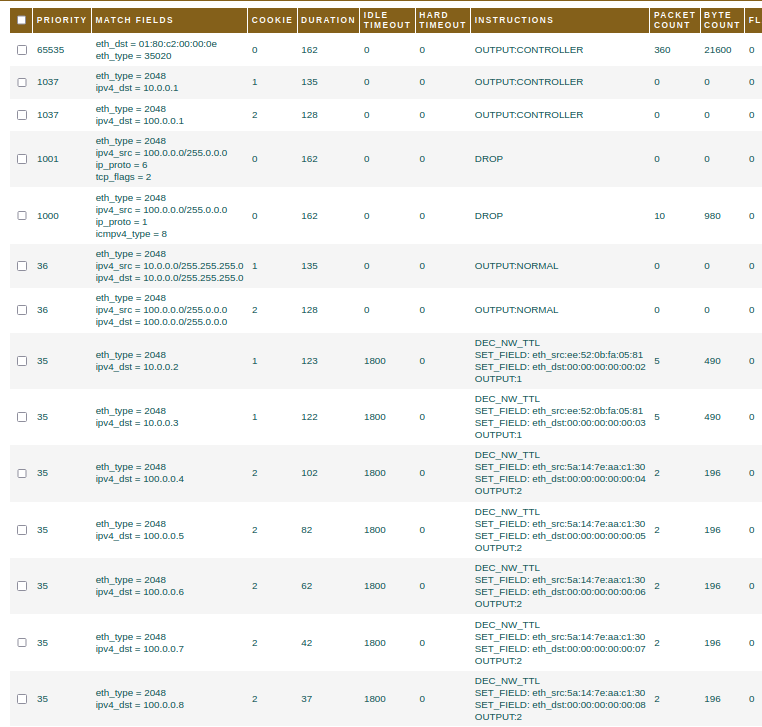 PRIORITY MATCH FIELDS COOKIE DURATION IDLE TIMEOUT HARD TIMEOUT INSTRUCTIONS PACKET COUNT BYTE COUNT FL
65535 eth_dst = 01:80:c2:00:00:0e 0 162 0 0 OUTPUT:CONTROLLER 360 21600 0
eth_type = 35020
1037 eth_type = 2048 1 135 0 0 OUTPUT:CONTROLLER 0 0 0
ipv4_dst = 10.0.0.1
1037 eth_type = 2048 2 128 0 0 OUTPUT:CONTROLLER 0 0 0
ipv4_dst = 100.0.0.1
1001 eth_type = 2048 0 162 0 0 DROP 0 0 0
ipv4_src = 100.0.0.0/255.0.0.0
ip_proto = 6
tcp_flags = 2
1000 eth_type = 2048 0 162 0 0 DROP 10 980 0
ipv4_src = 100.0.0.0/255.0.0.0
ip_proto = 1
icmpv4_type = 8
36 eth_type = 2048 1 135 0 0 OUTPUT:NORMAL 0 0 0
ipv4_src = 10.0.0.0/255.255.255.0
ipv4_dst = 10.0.0.0/255.255.255.0
36 eth_type = 2048 2 128 0 0 OUTPUT:NORMAL 0 0 0
ipv4_src = 100.0.0.0/255.0.0.0
ipv4_dst = 100.0.0.0/255.0.0.0
35 eth_type = 2048 1 123 1800 0 DEC_NW_TTL 5 490 0
ipv4_dst = 10.0.0.2 SET_FIELD: eth_src:ee:52:0b:fa:05:81
SET_FIELD: eth_dst:00:00:00:00:00:02
OUTPUT:1
35 eth_type = 2048 1 122 1800 0 DEC_NW_TTL 5 490 0
ipv4_dst = 10.0.0.3 SET_FIELD: eth_src:ee:52:0b:fa:05:81
SET_FIELD: eth_dst:00:00:00:00:00:03
OUTPUT:1
35 eth_type = 2048 2 102 1800 0 DEC_NW_TTL 2 196 0
ipv4_dst = 100.0.0.4 SET_FIELD: eth_src:5a:14:7e:aa:c1:30
SET_FIELD: eth_dst:00:00:00:00:00:04
OUTPUT:2
35 eth_type = 2048 2 82 1800 0 DEC_NW_TTL 2 196 0
ipv4_dst = 100.0.0.5 SET_FIELD: eth_src:5a:14:7e:aa:c1:30
SET_FIELD: eth_dst:00:00:00:00:00:05
OUTPUT:2
35 eth_type = 2048 2 62 1800 0 DEC_NW_TTL 2 196 0
ipv4_dst = 100.0.0.6 SET_FIELD: eth_src:5a:14:7e:aa:c1:30
SET_FIELD: eth_dst:00:00:00:00:00:06
OUTPUT:2
35 eth_type = 2048 2 42 1800 0 DEC_NW_TTL 2 196 0
ipv4_dst = 100.0.0.7 SET_FIELD: eth_src:5a:14:7e:aa:c1:30
SET_FIELD: eth_dst:00:00:00:00:00:07
OUTPUT:2
35 eth_type = 2048 2 37 1800 0 DEC_NW_TTL 2 196 0
ipv4_dst = 100.0.0.8 SET_FIELD: eth_src:5a:14:7e:aa:c1:30
SET_FIELD: eth_dst:00:00:00:00:00:08
OUTPUT:2